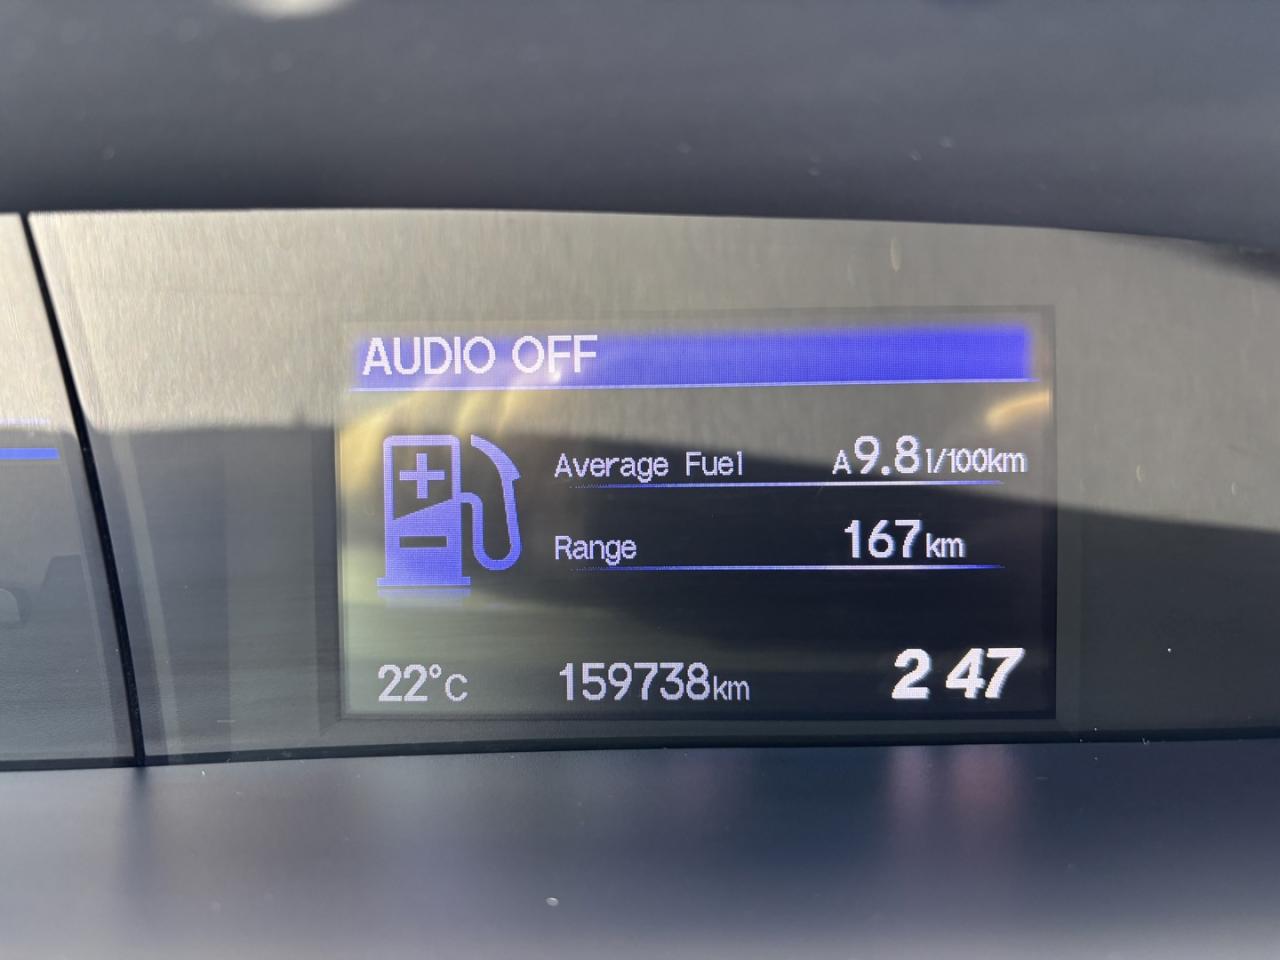 AUDIO OFF
Average Fuel A9.8l/100km
Range 167km
22°C 159738km 2 47